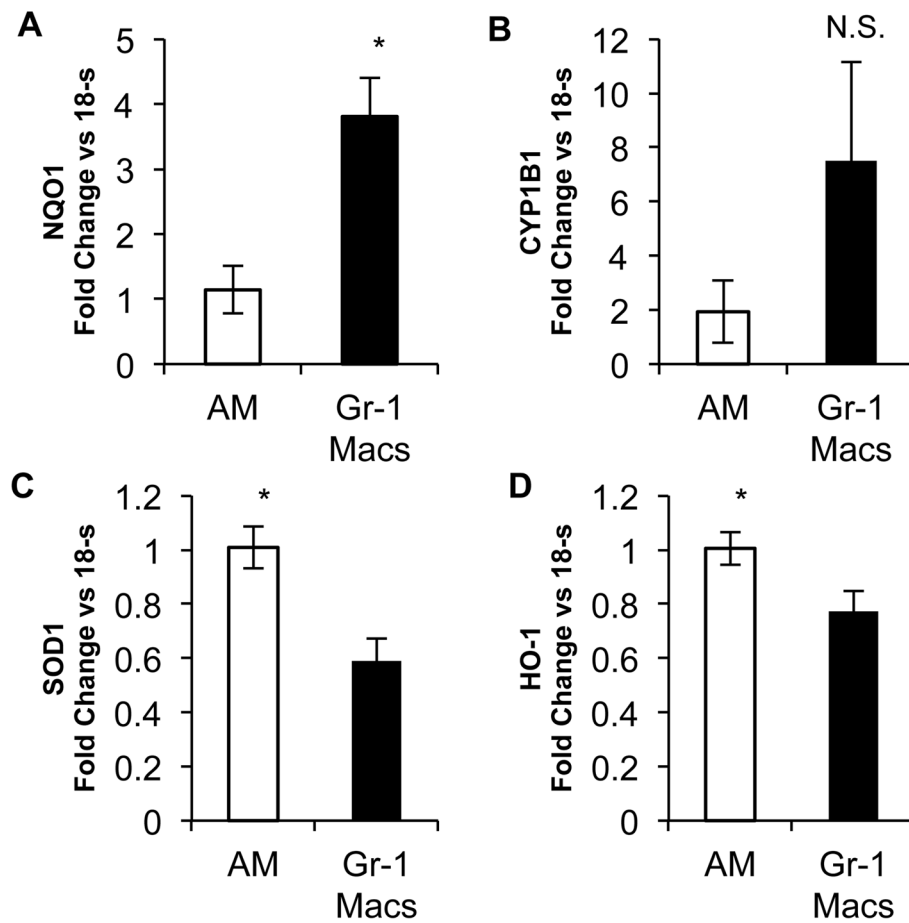 A
NQO1
Fold Change vs 18-s
5
4
3
2
1
0
*
AM
Gr-1
Macs
B
CYP1B1
Fold Change vs 18-s
12
10
8
6
4
2
0
N.S.
AM
Gr-1
Macs
C
SOD1
Fold Change vs 18-s
1.2
1
0.8
0.6
0.4
0.2
0
*
AM
Gr-1
Macs
D
HO-1
Fold Change vs 18-s
1.2
1
0.8
0.6
0.4
0.2
0
*
AM
Gr-1
Macs